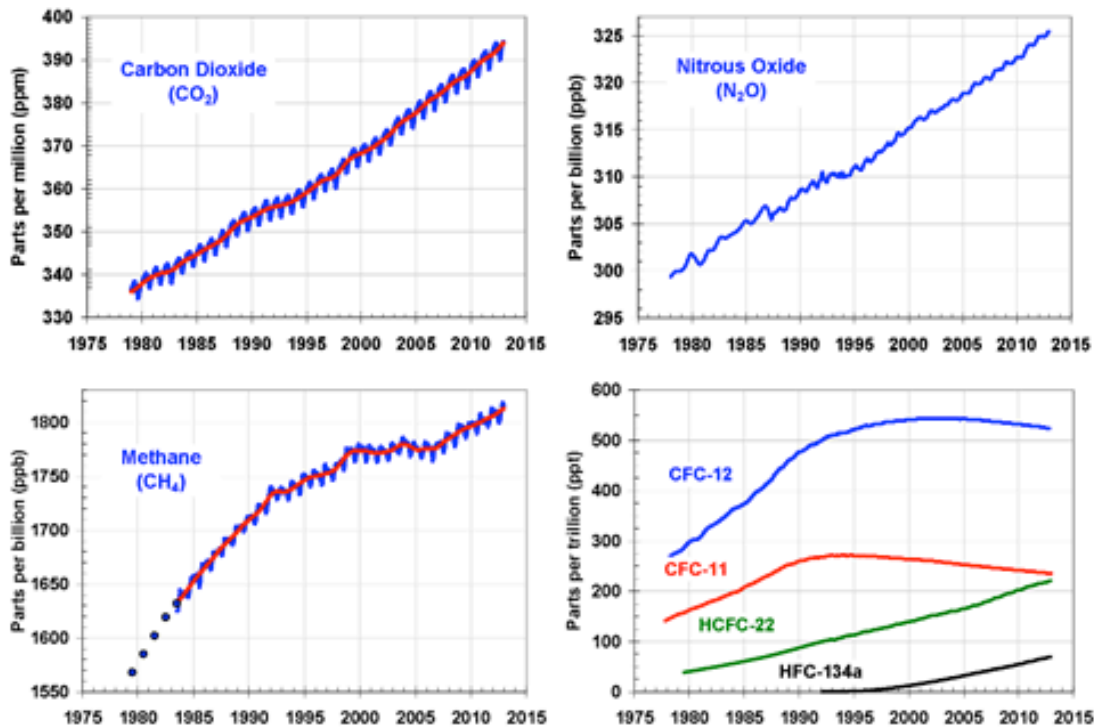 400
390
380
370
360
350
340
330
Parts per million (ppm)
Carbon Dioxide
(CO₂)
1975 1980 1985 1990 1995 2000 2005 2010 2015
325
320
315
310
305
300
295
Parts per billion (ppb)
Nitrous Oxide
(N₂O)
1975 1980 1985 1990 1995 2000 2005 2010 2015
1800
1750
1700
1650
1600
1550
Parts per billion (ppb)
Methane
(CH₄)
1975 1980 1985 1990 1995 2000 2005 2010 2015
600
500
400
300
200
100
0
Parts per trillion (ppt)
CFC-12
CFC-11
HCFC-22
HFC-134a
1975 1980 1985 1990 1995 2000 2005 2010 2015